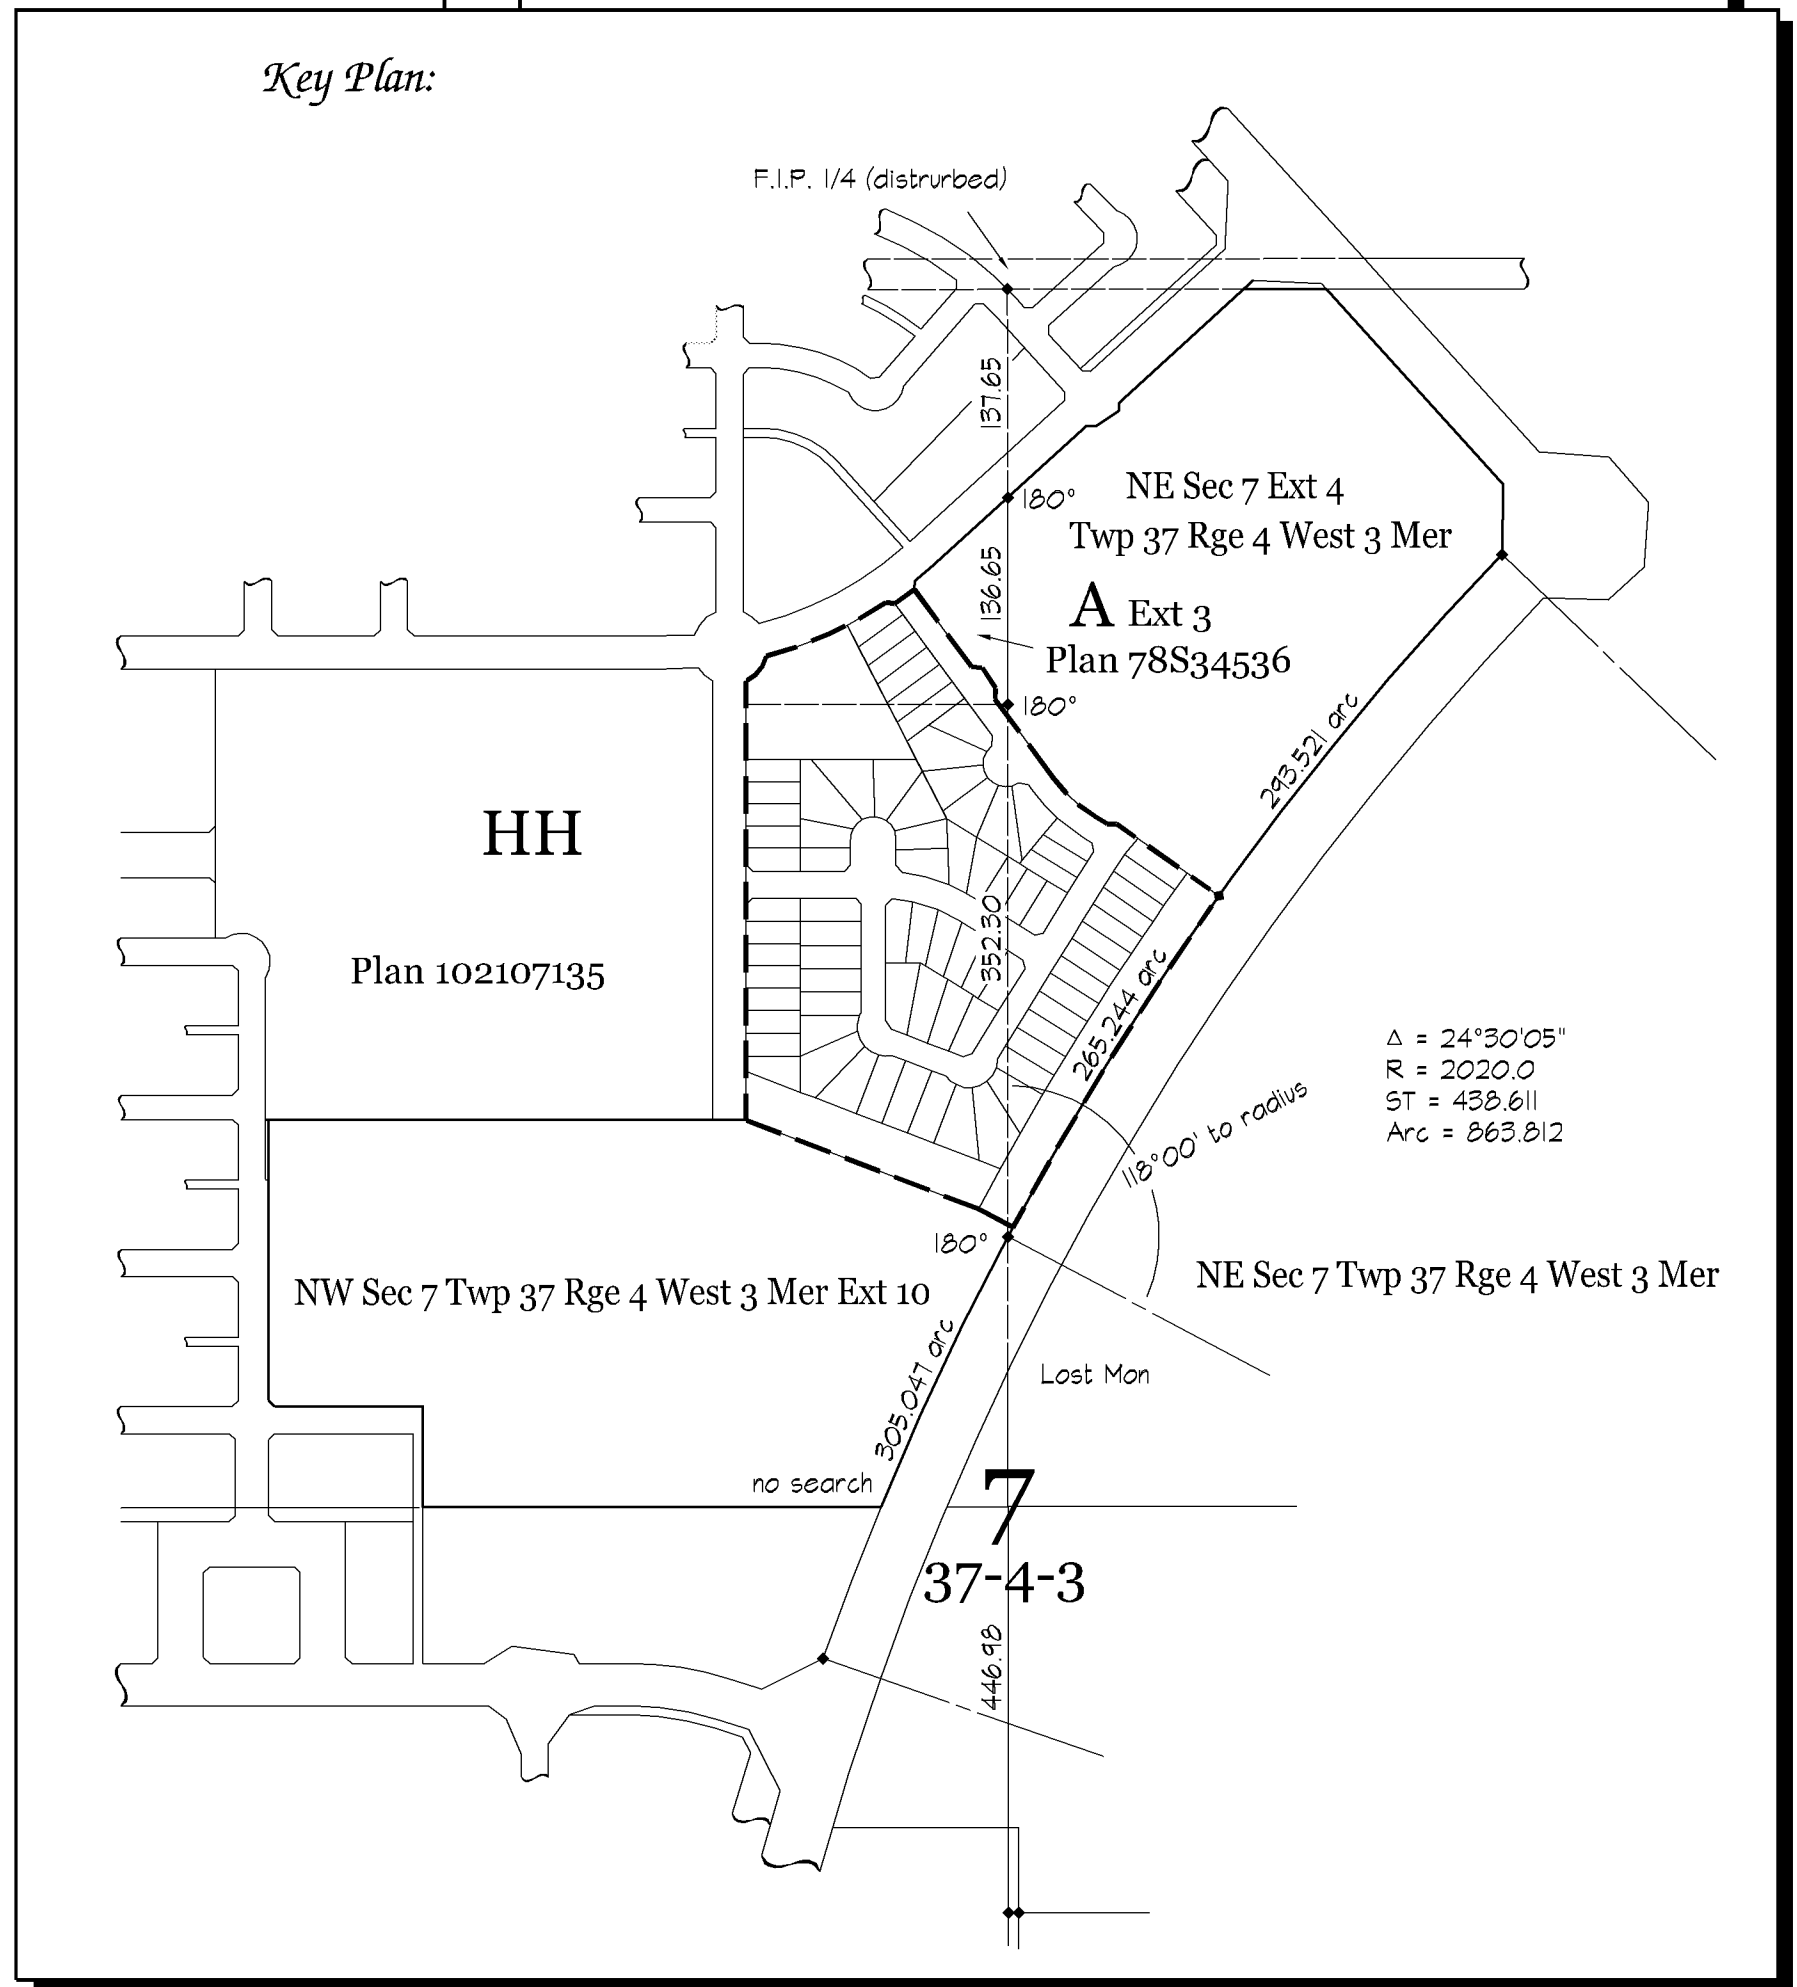 Key Plan:
F.I.P. 1/4 (distrurbed)
137.65
180°
NE Sec 7 Ext 4
Twp 37 Rge 4 West 3 Mer
136.65
A Ext 3
Plan 78S34536
180°
293.521 arc
HH
Plan 102107135
352.30
265.244 arc
Δ = 24°30'05"
R = 2020.0
ST = 438.611
Arc = 863.812
118°00' to radius
180°
NE Sec 7 Twp 37 Rge 4 West 3 Mer
NW Sec 7 Twp 37 Rge 4 West 3 Mer Ext 10
305.047 arc
Lost Mon
no search
7
37-4-3
446.98